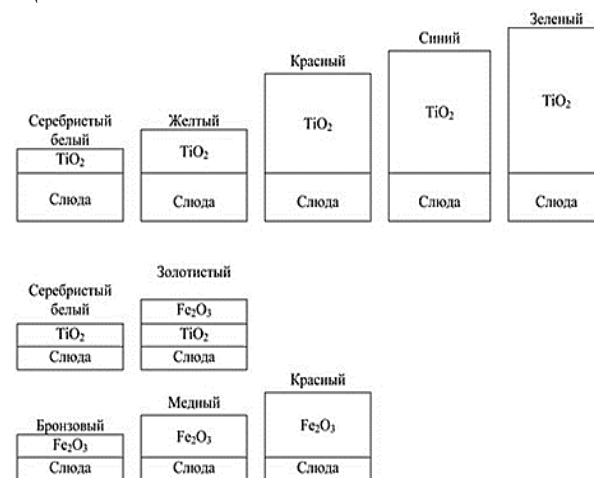 Зеленый
Синий
Красный
Серебристый
белый
Желтый
TiO₂
TiO₂
TiO₂
TiO₂
TiO₂
Слюда
Слюда
Слюда
Слюда
Слюда
Золотистый
Серебристый
белый
Fe₂O₃
TiO₂
TiO₂
Слюда
Слюда
Красный
Медный
Бронзовый
Fe₂O₃
Fe₂O₃
Fe₂O₃
Слюда
Слюда
Слюда